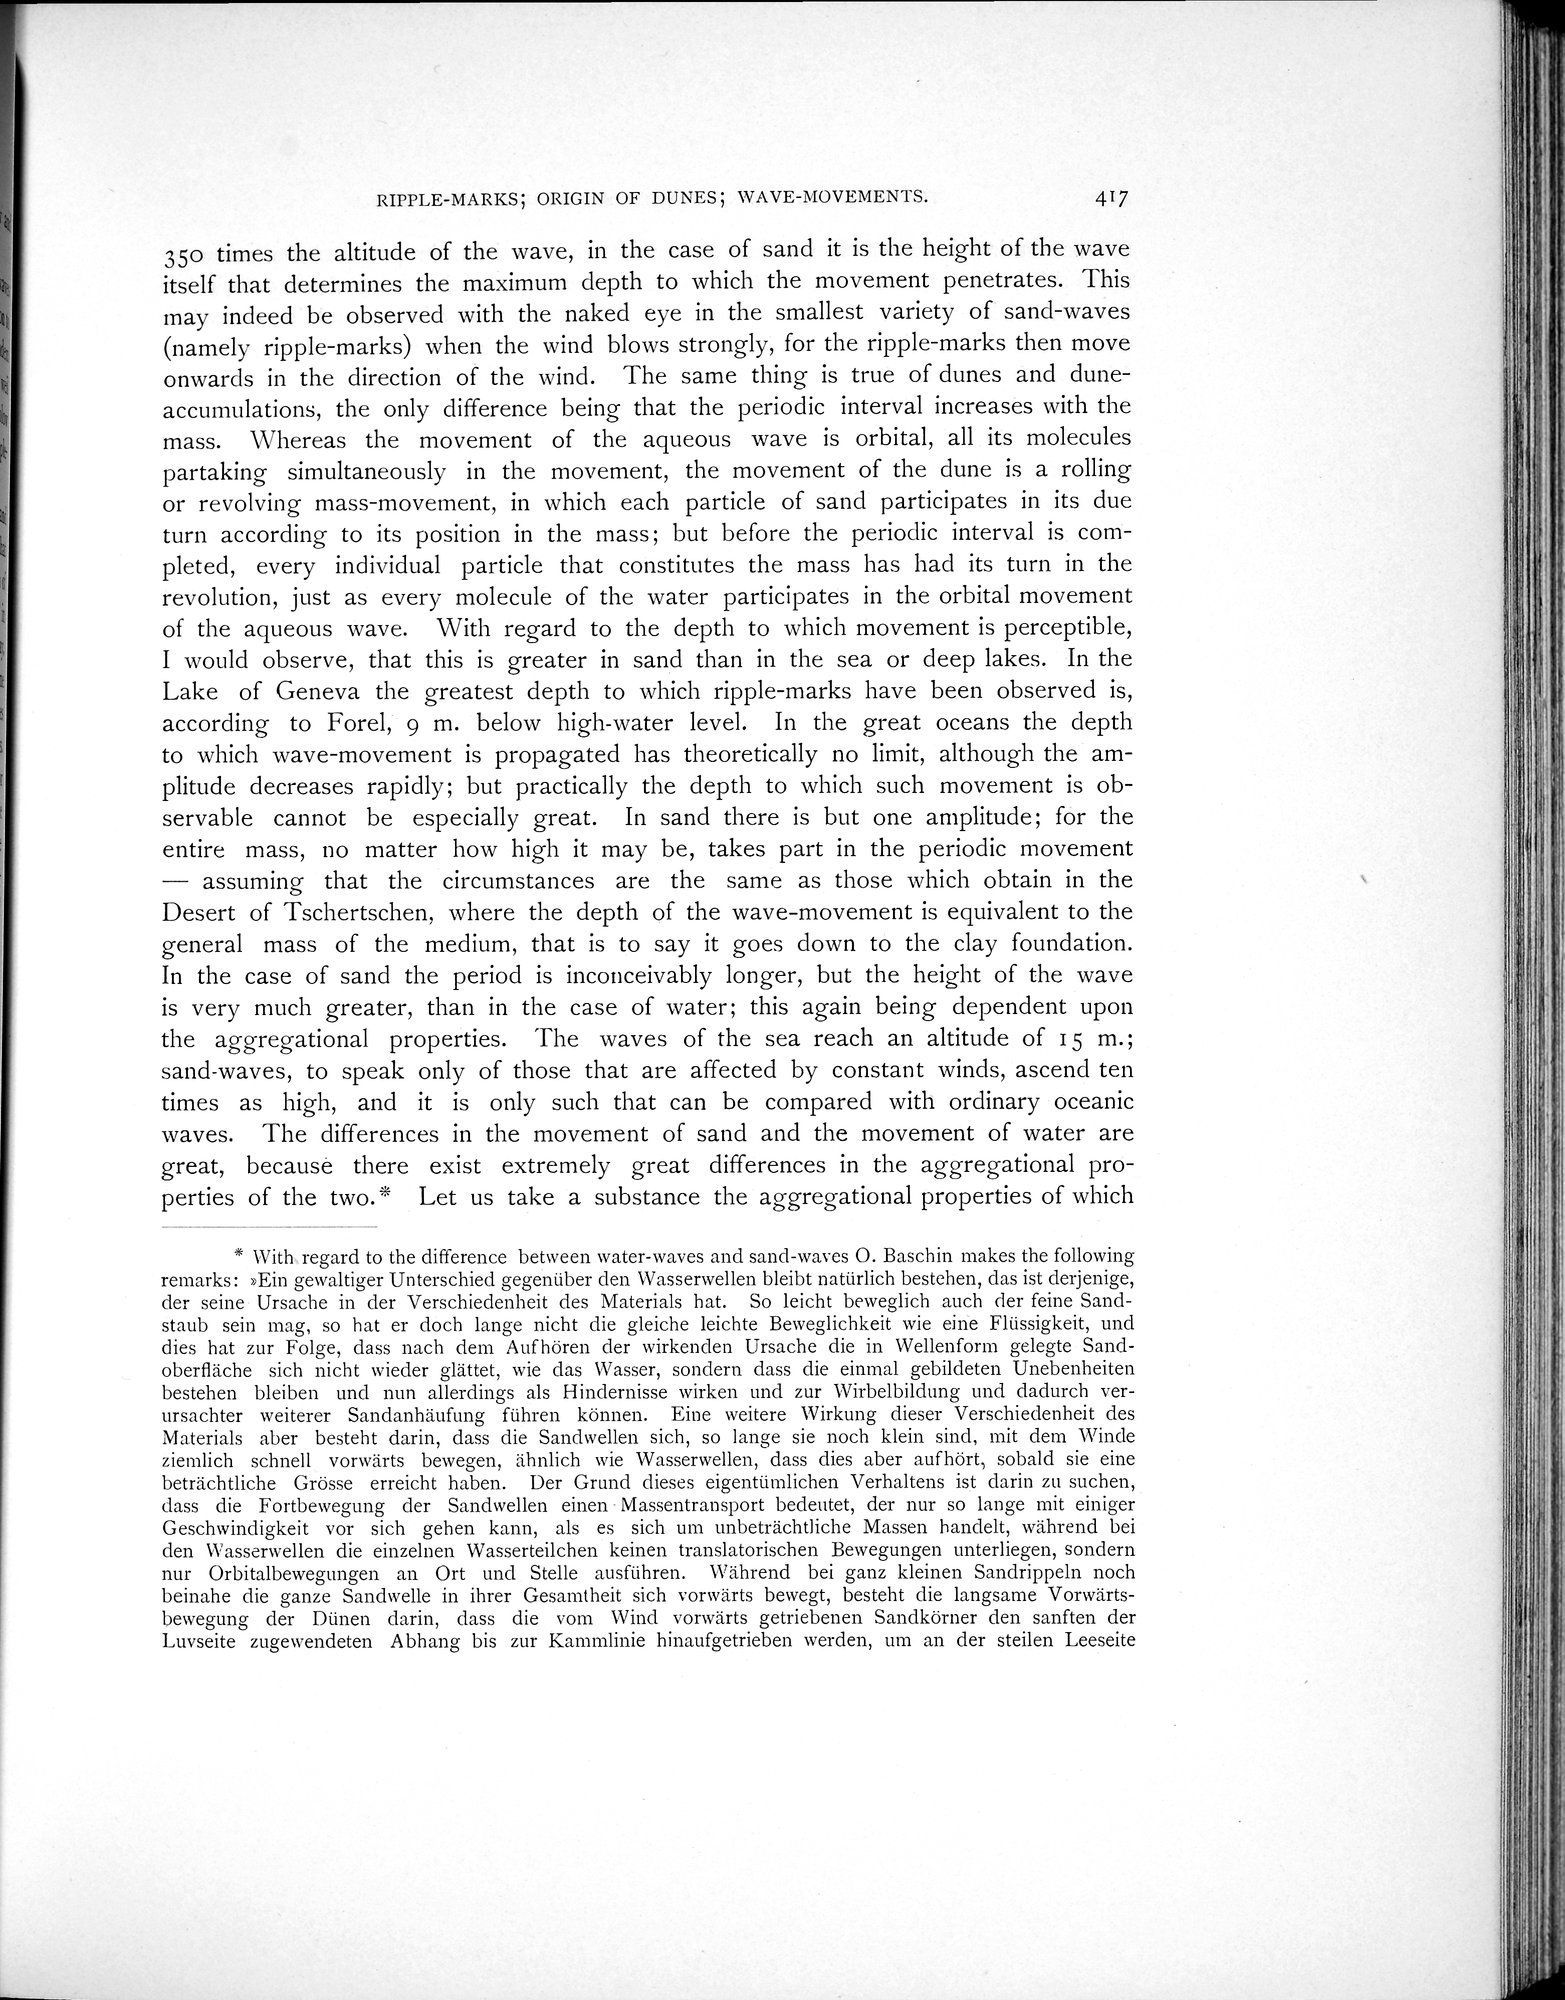 RIPPLE-MARKS; ORIGIN OF DUNES; WAVE-MOVEMENTS. 417
350 times the altitude of the wave, in the case of sand it is the height of the wave
itself that determines the maximum depth to which the movement penetrates. This
may indeed be observed with the naked eye in the smallest variety of sand-waves
(namely ripple-marks) when the wind blows strongly, for the ripple-marks then move
onwards in the direction of the wind. The same thing is true of dunes and dune-
accumulations, the only difference being that the periodic interval increases with the
mass. Whereas the movement of the aqueous wave is orbital, all its molecules
partaking simultaneously in the movement, the movement of the dune is a rolling
or revolving mass-movement, in which each particle of sand participates in its due
turn according to its position in the mass; but before the periodic interval is com-
pleted, every individual particle that constitutes the mass has had its turn in the
revolution, just as every molecule of the water participates in the orbital movement
of the aqueous wave. With regard to the depth to which movement is perceptible,
I would observe, that this is greater in sand than in the sea or deep lakes. In the
Lake of Geneva the greatest depth to which ripple-marks have been observed is,
according to Forel, 9 m. below high-water level. In the great oceans the depth
to which wave-movement is propagated has theoretically no limit, although the am-
plitude decreases rapidly; but practically the depth to which such movement is ob-
servable cannot be especially great. In sand there is but one amplitude; for the
entire mass, no matter how high it may be, takes part in the periodic movement
— assuming that the circumstances are the same as those which obtain in the
Desert of Tschertschen, where the depth of the wave-movement is equivalent to the
general mass of the medium, that is to say it goes down to the clay foundation.
In the case of sand the period is inconceivably longer, but the height of the wave
is very much greater, than in the case of water; this again being dependent upon
the aggregational properties. The waves of the sea reach an altitude of 15 m.;
sand-waves, to speak only of those that are affected by constant winds, ascend ten
times as high, and it is only such that can be compared with ordinary oceanic
waves. The differences in the movement of sand and the movement of water are
great, because there exist extremely great differences in the aggregational pro-
perties of the two.* Let us take a substance the aggregational properties of which
* With regard to the difference between water-waves and sand-waves O. Baschin makes the following
remarks: »Ein gewaltiger Unterschied gegenüber den Wasserwellen bleibt natürlich bestehen, das ist derjenige,
der seine Ursache in der Verschiedenheit des Materials hat. So leicht beweglich auch der feine Sand-
staub sein mag, so hat er doch lange nicht die gleiche leichte Beweglichkeit wie eine Flüssigkeit, und
dies hat zur Folge, dass nach dem Aufhören der wirkenden Ursache die in Wellenform gelegte Sand-
oberfläche sich nicht wieder glättet, wie das Wasser, sondern dass die einmal gebildeten Unebenheiten
bestehen bleiben und nun allerdings als Hindernisse wirken und zur Wirbelbildung und dadurch ver-
ursachter weiterer Sandanhäufung führen können. Eine weitere Wirkung dieser Verschiedenheit des
Materials aber besteht darin, dass die Sandwellen sich, so lange sie noch klein sind, mit dem Winde
ziemlich schnell vorwärts bewegen, ähnlich wie Wasserwellen, dass dies aber aufhört, sobald sie eine
beträchtliche Grösse erreicht haben. Der Grund dieses eigentümlichen Verhaltens ist darin zu suchen,
dass die Fortbewegung der Sandwellen einen Massentransport bedeutet, der nur so lange mit einiger
Geschwindigkeit vor sich gehen kann, als es sich um unbeträchtliche Massen handelt, während bei
den Wasserwellen die einzelnen Wasserteilchen keinen translatorischen Bewegungen unterliegen, sondern
nur Orbitalbewegungen an Ort und Stelle ausführen. Während bei ganz kleinen Sandrippeln noch
beinahe die ganze Sandwelle in ihrer Gesamtheit sich vorwärts bewegt, besteht die langsame Vorwärts-
bewegung der Dünen darin, dass die vom Wind vorwärts getriebenen Sandkörner den sanften der
Luvseite zugewendeten Abhang bis zur Kammlinie hinaufgetrieben werden, um an der steilen Leeseite